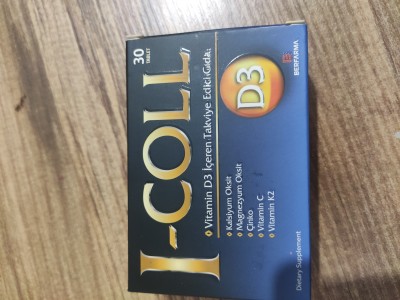 30
TABLET
BERFARMA
I-COLL
D3
Vitamin D3 İçeren Takviye Edici Gıda
Kalsiyum Oksit
Magnezyum Oksit
Çinko
Vitamin C
Vitamin K2
Dietary Supplement